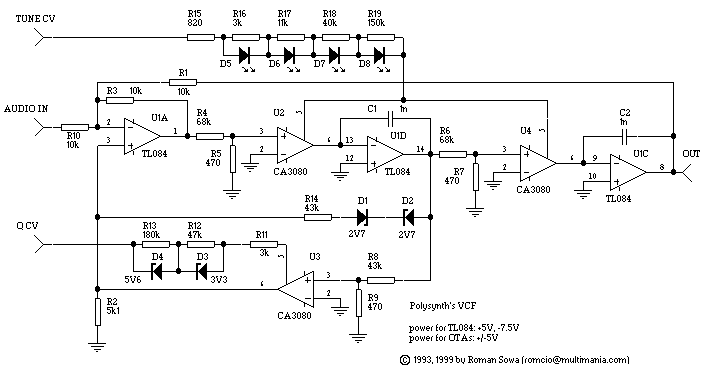 TUNE CV
R15
820
R16
3k
R17
11k
R18
40k
R19
150k
D5
D6
D7
D8
R1
10k
R3
10k
AUDIO IN
R10
10k
2
3
1
U1A
TL084
R4
68k
R5
470
U2
3
2
5
6
CA3080
C1
1n
13
12
U1D
14
TL084
R6
68k
R7
470
U4
3
2
5
6
CA3080
C2
1n
9
10
U1C
8
TL084
OUT
R14
43k
D1
2V7
D2
2V7
Q CV
R13
180k
R12
47k
R11
3k
D4
5V6
D3
3V3
U3
5
6
3
2
CA3080
R8
43k
R9
470
R2
5k1
Polysynth's VCF
power for TL084: +5V, -7.5V
power for OTAs: +/-5V
© 1993, 1999 by Roman Sowa (romcio@multimania.com)